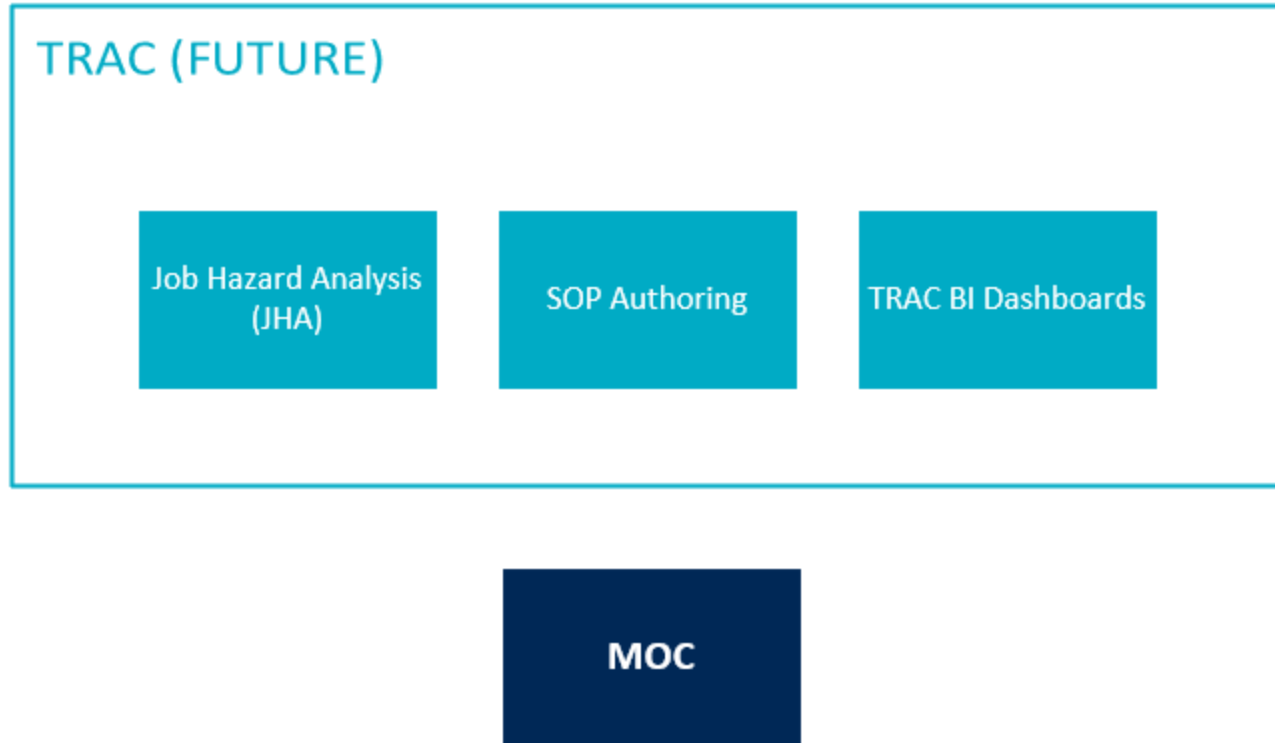 TRAC (FUTURE)
Job Hazard Analysis
(JHA)
SOP Authoring
TRAC BI Dashboards
MOC